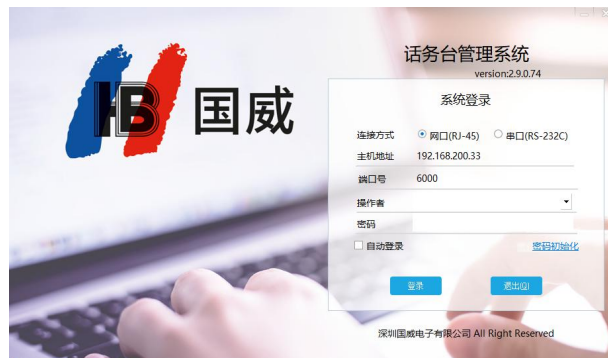 话务台管理系统
version:2.9.0.74
HB 国威
系统登录
连接方式 网口(RJ-45) 串口(RS-232C)
主机地址 192.168.200.33
端口号 6000
操作者
密码
自动登录 密码初始化
登录 退出(Q)
深圳国威电子有限公司 All Right Reserved